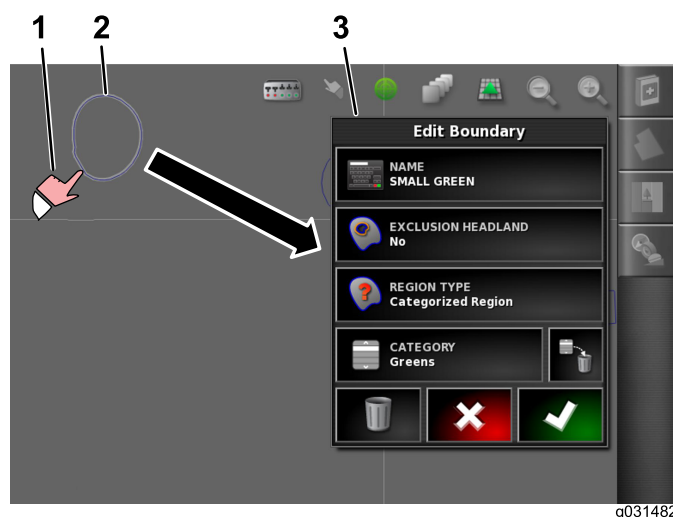 1 2 3
Edit Boundary
NAME
SMALL GREEN
EXCLUSION HEADLAND
No
REGION TYPE
Categorized Region
?
CATEGORY
Greens
g031482